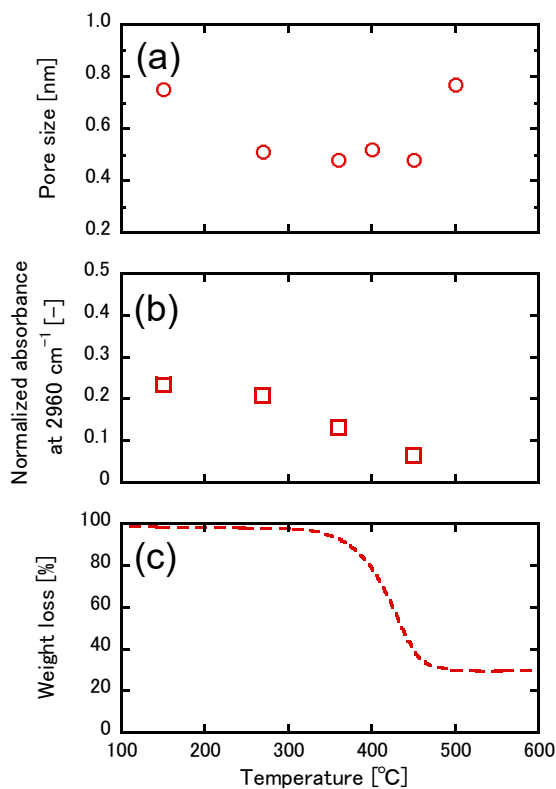 (a)
Pore size [nm]
1.0
0.8
0.6
0.4
0.2
(b)
Normalized absorbance
at 2960 cm⁻¹ [-]
0.5
0.4
0.3
0.2
0.1
0
(c)
Weight loss [%]
100
80
60
40
20
0
100 200 300 400 500 600
Temperature [℃]